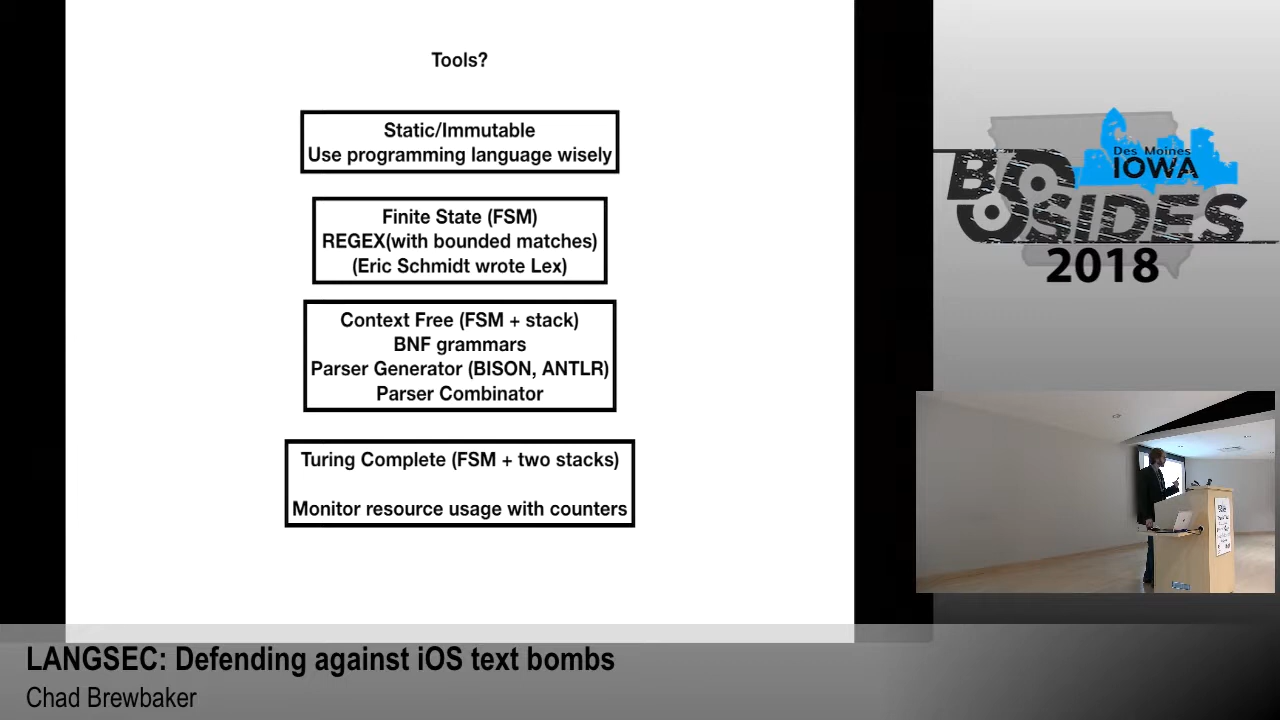 Tools?
Static/Immutable
Use programming language wisely
Finite State (FSM)
REGEX(with bounded matches)
(Eric Schmidt wrote Lex)
Context Free (FSM + stack)
BNF grammars
Parser Generator (BISON, ANTLR)
Parser Combinator
Turing Complete (FSM + two stacks)
Monitor resource usage with counters
Des Moines
IOWA
BSIDES
2018
LANGSEC: Defending against iOS text bombs
Chad Brewbaker